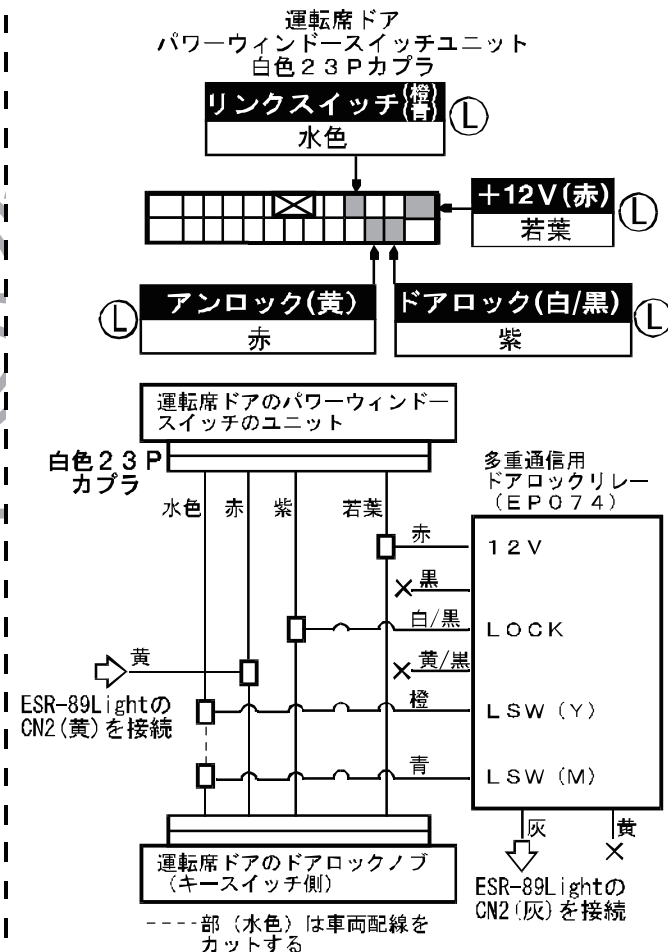 運転席ドア
パワーウィンドースイッチユニット
白色23Pカプラ
リンクスイッチ(橙)(青)
Ⓛ
水色
+12V(赤)
Ⓛ
若葉
Ⓛ
アンロック(黄)
赤
ドアロック(白/黒)
Ⓛ
紫
運転席ドアのパワーウィンドー
スイッチのユニット
白色23P
カプラ
多重通信用
ドアロックリレー
(EP074)
水色
赤
紫
若葉
赤
12V
黒
白/黒
LOCK
黄
黄/黒
ESR-89Lightの
CN2(黄)を接続
橙
LSW(Y)
青
LSW(M)
灰
黄
運転席ドアのドアロックノブ
(キースイッチ側)
ESR-89Lightの
CN2(灰)を接続
----部(水色)は車両配線を
カットする